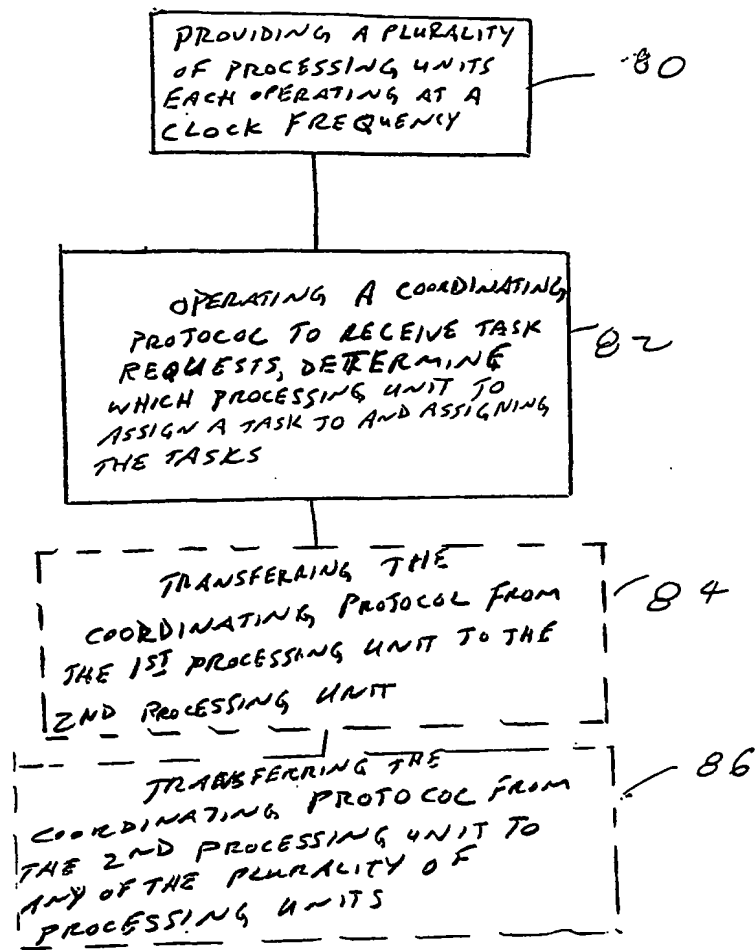 PROVIDING A PLURALITY
OF PROCESSING UNITS
EACH OPERATING AT A
CLOCK FREQUENCY
80
OPERATING A COORDINATING
PROTOCOL TO RECEIVE TASK
REQUESTS, DETERMINE
WHICH PROCESSING UNIT TO
ASSIGN A TASK TO AND ASSIGNING
THE TASKS
82
TRANSFERRING THE
COORDINATING PROTOCOL FROM
THE 1ST PROCESSING UNIT TO THE
2ND PROCESSING UNIT
84
TRANSFERRING THE
COORDINATING PROTOCOL FROM
THE 2ND PROCESSING UNIT TO
ANY OF THE PLURALITY OF
PROCESSING UNITS
86